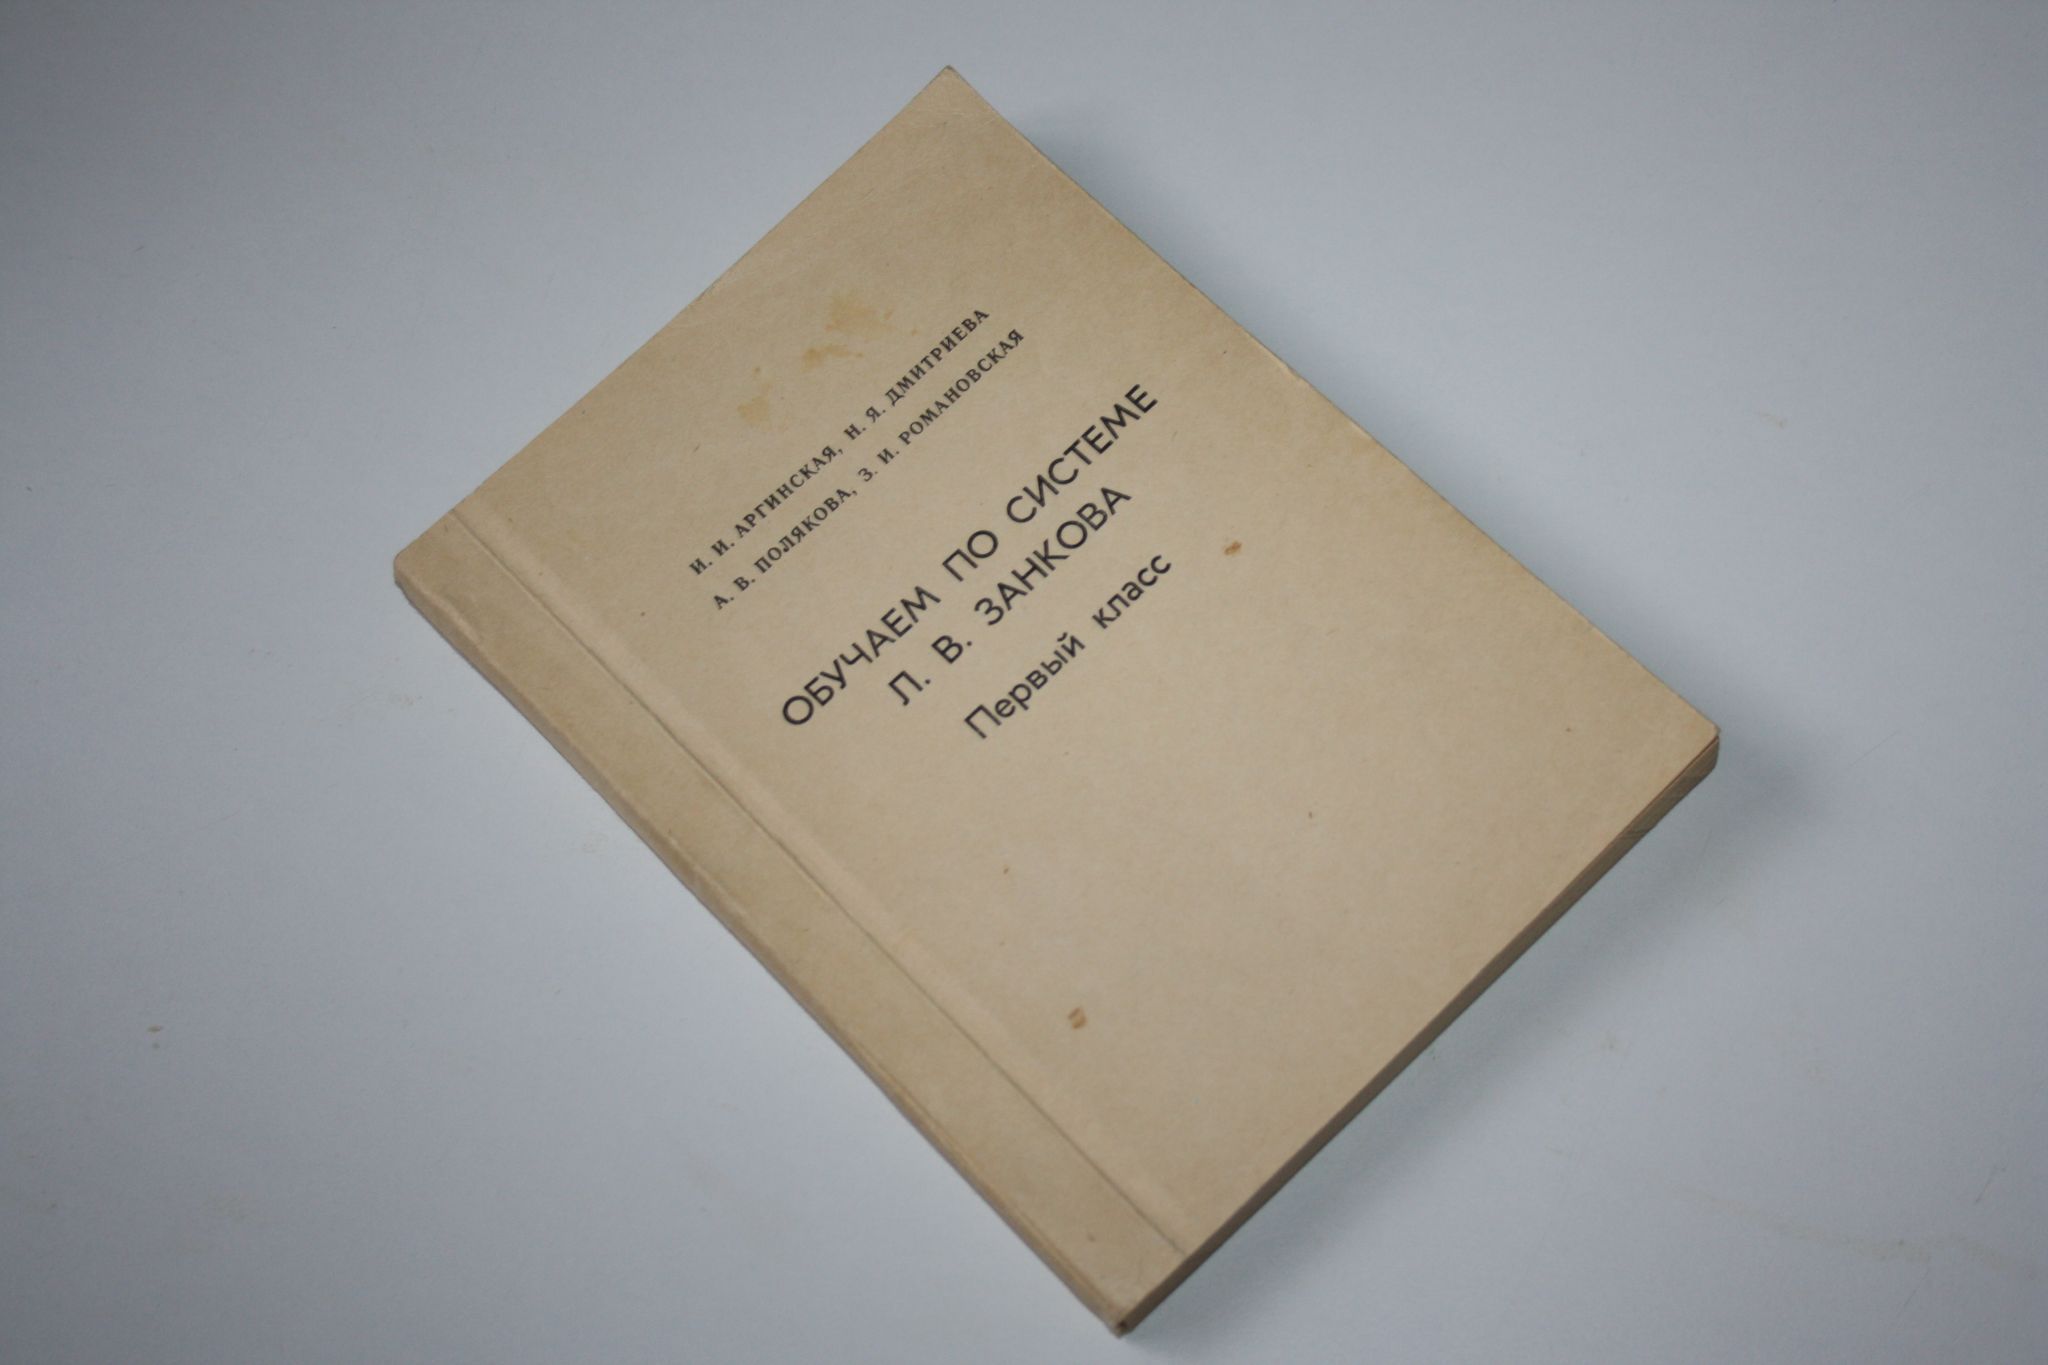 И. И. АРГИНСКАЯ, Н. Я. ДМИТРИЕВА
А. В. ПОЛЯКОВА, З. И. РОМАНОВСКАЯ
ОБУЧАЕМ ПО СИСТЕМЕ
Л. В. ЗАНКОВА
Первый класс